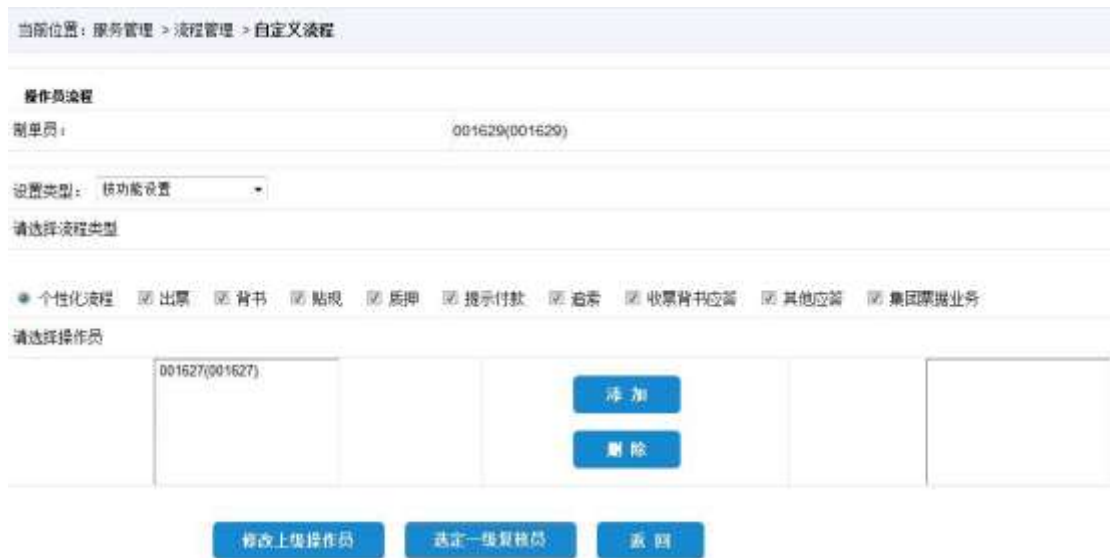 当前位置：服务管理 >流程管理 >自定义流程
操作员流程
制单员： 001629(001629)
设置类型： 核功能设置
请选择流程类型
个性化流程 出票 背书 贴现 质押 提示付款 追索 收票背书应答 其他应答 集团票据业务
请选择操作员
001627(001627)
添 加
删 除
修改上级操作员 选定一级复核员 返 回